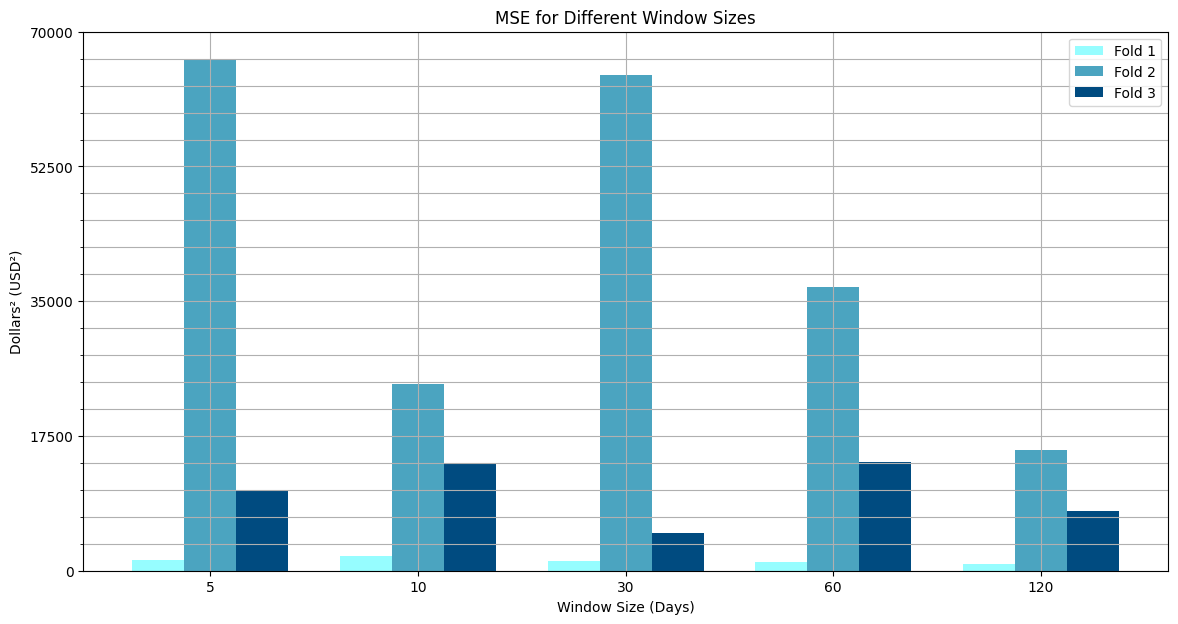 MSE for Different Window Sizes
Fold 1
Fold 2
Fold 3
70000
52500
35000
17500
0
Dollars² (USD²)
5 10 30 60 120
Window Size (Days)